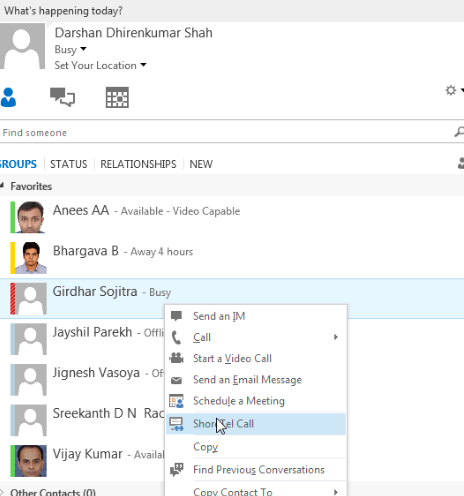 What's happening today?
Darshan Dhirenkumar Shah
Busy
Set Your Location
Find someone
GROUPS STATUS RELATIONSHIPS NEW
Favorites
Anees AA - Available - Video Capable
Bhargava B - Away 4 hours
Girdhar Sojitra - Busy
Send an IM
Jayshil Parekh - Offli
Call
Start a Video Call
Jignesh Vasoya - Of
Send an Email Message
Schedule a Meeting
Sreekanth D N Rac
ShoreTel Call
Copy
Vijay Kumar - Availa
Find Previous Conversations
Other Contacts (0)
Copy Contact To